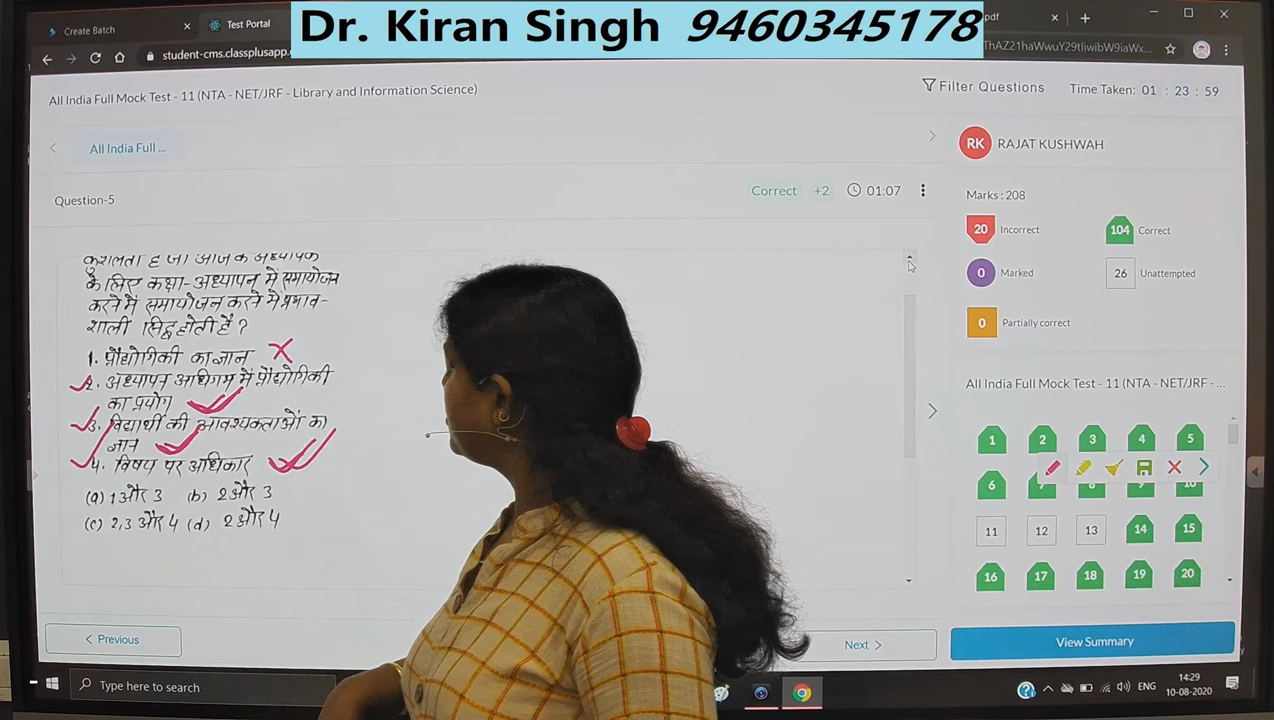 Dr. Kiran Singh 9460345178
Create Batch
Test Portal
pdf
student-cms.classplusapp.
ThAZ21haWwuY29tIiwibW9iaWx...
All India Full Mock Test - 11 (NTA - NET/JRF - Library and Information Science)
Filter Questions
Time Taken: 01 : 23 : 59
All India Full ...
RK RAJAT KUSHWAH
Question-5
Correct +2 01:07
Marks : 208
20 Incorrect
104 Correct
0 Marked
26 Unattempted
0 Partially correct
कुशलता है जो आज के अध्यापक
के लिए कक्षा-अध्यापन में समायोजन
करने में समायोजन करने में प्रभाव-
शाली सिद्ध होती है ?
1. प्रौद्योगिकी का ज्ञान
2. अध्यापन अधिगम में प्रौद्योगिकी
का प्रयोग
3. विद्यार्थी की आवश्यकताओं का
ज्ञान
4. विषय पर अधिकार
(a) 1 और 3 (b) 2 और 3
(c) 2,3 और 4 (d) 2 और 4
All India Full Mock Test - 11 (NTA - NET/JRF - ...
1 2 3 4 5
6 7 8 9 10
11 12 13 14 15
16 17 18 19 20
Previous
Next
View Summary
Type here to search
ENG
14:29
10-08-2020